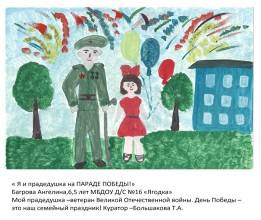 « Я и прадедушка на ПАРАДЕ ПОБЕДЫ!»
Багрова Ангелина,6,5 лет МБДОУ Д/С №16 «Ягодка»
Мой прадедушка –ветеран Великой Отечественной войны. День Победы –
это наш семейный праздник! Куратор –Большакова Т.А.